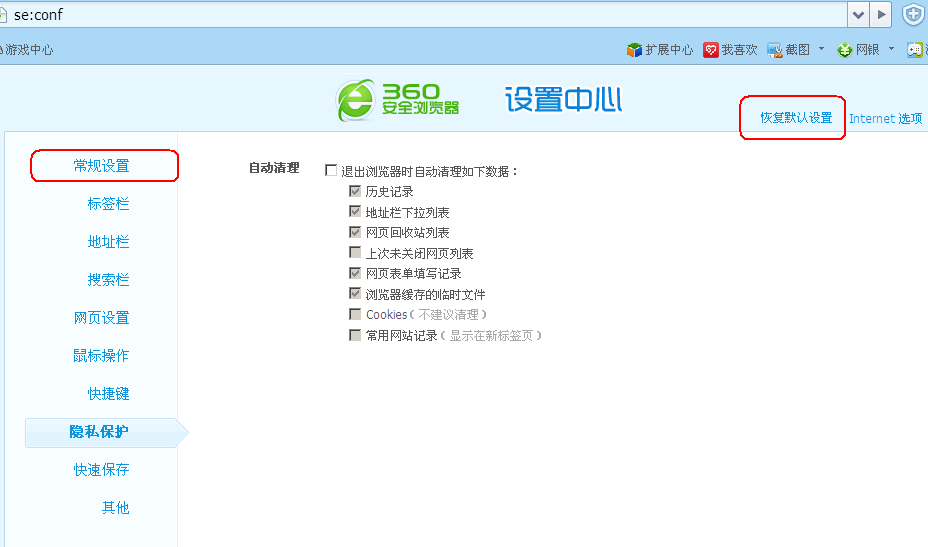 se:conf
游戏中心
扩展中心 我喜欢 截图 网银
360
安全浏览器
设置中心
恢复默认设置 Internet 选项
常规设置
标签栏
地址栏
搜索栏
网页设置
鼠标操作
快捷键
隐私保护
快速保存
其他
自动清理
退出浏览器时自动清理如下数据：
历史记录
地址栏下拉列表
网页回收站列表
上次未关闭网页列表
网页表单填写记录
浏览器缓存的临时文件
Cookies（不建议清理）
常用网站记录（显示在新标签页）